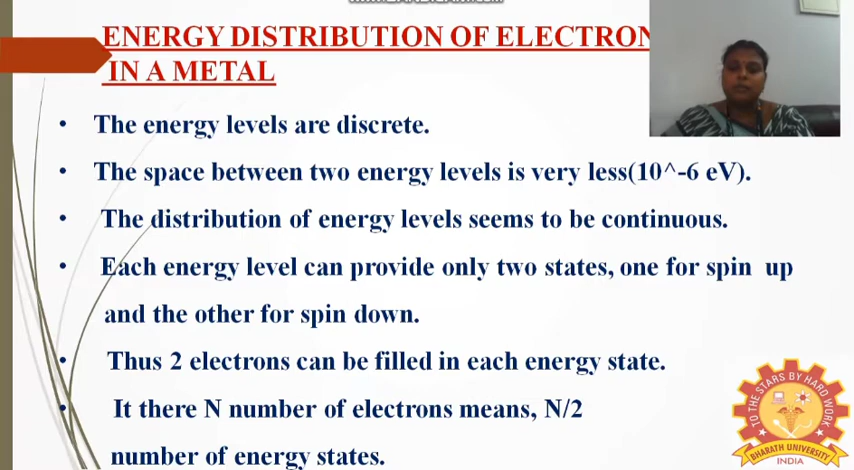 ENERGY DISTRIBUTION OF ELECTRON
IN A METAL
• The energy levels are discrete.
• The space between two energy levels is very less(10^-6 eV).
• The distribution of energy levels seems to be continuous.
• Each energy level can provide only two states, one for spin up
and the other for spin down.
• Thus 2 electrons can be filled in each energy state.
• It there N number of electrons means, N/2
number of energy states.
TO THE STARS BY HARD WORK
BHARATH UNIVERSITY
INDIA